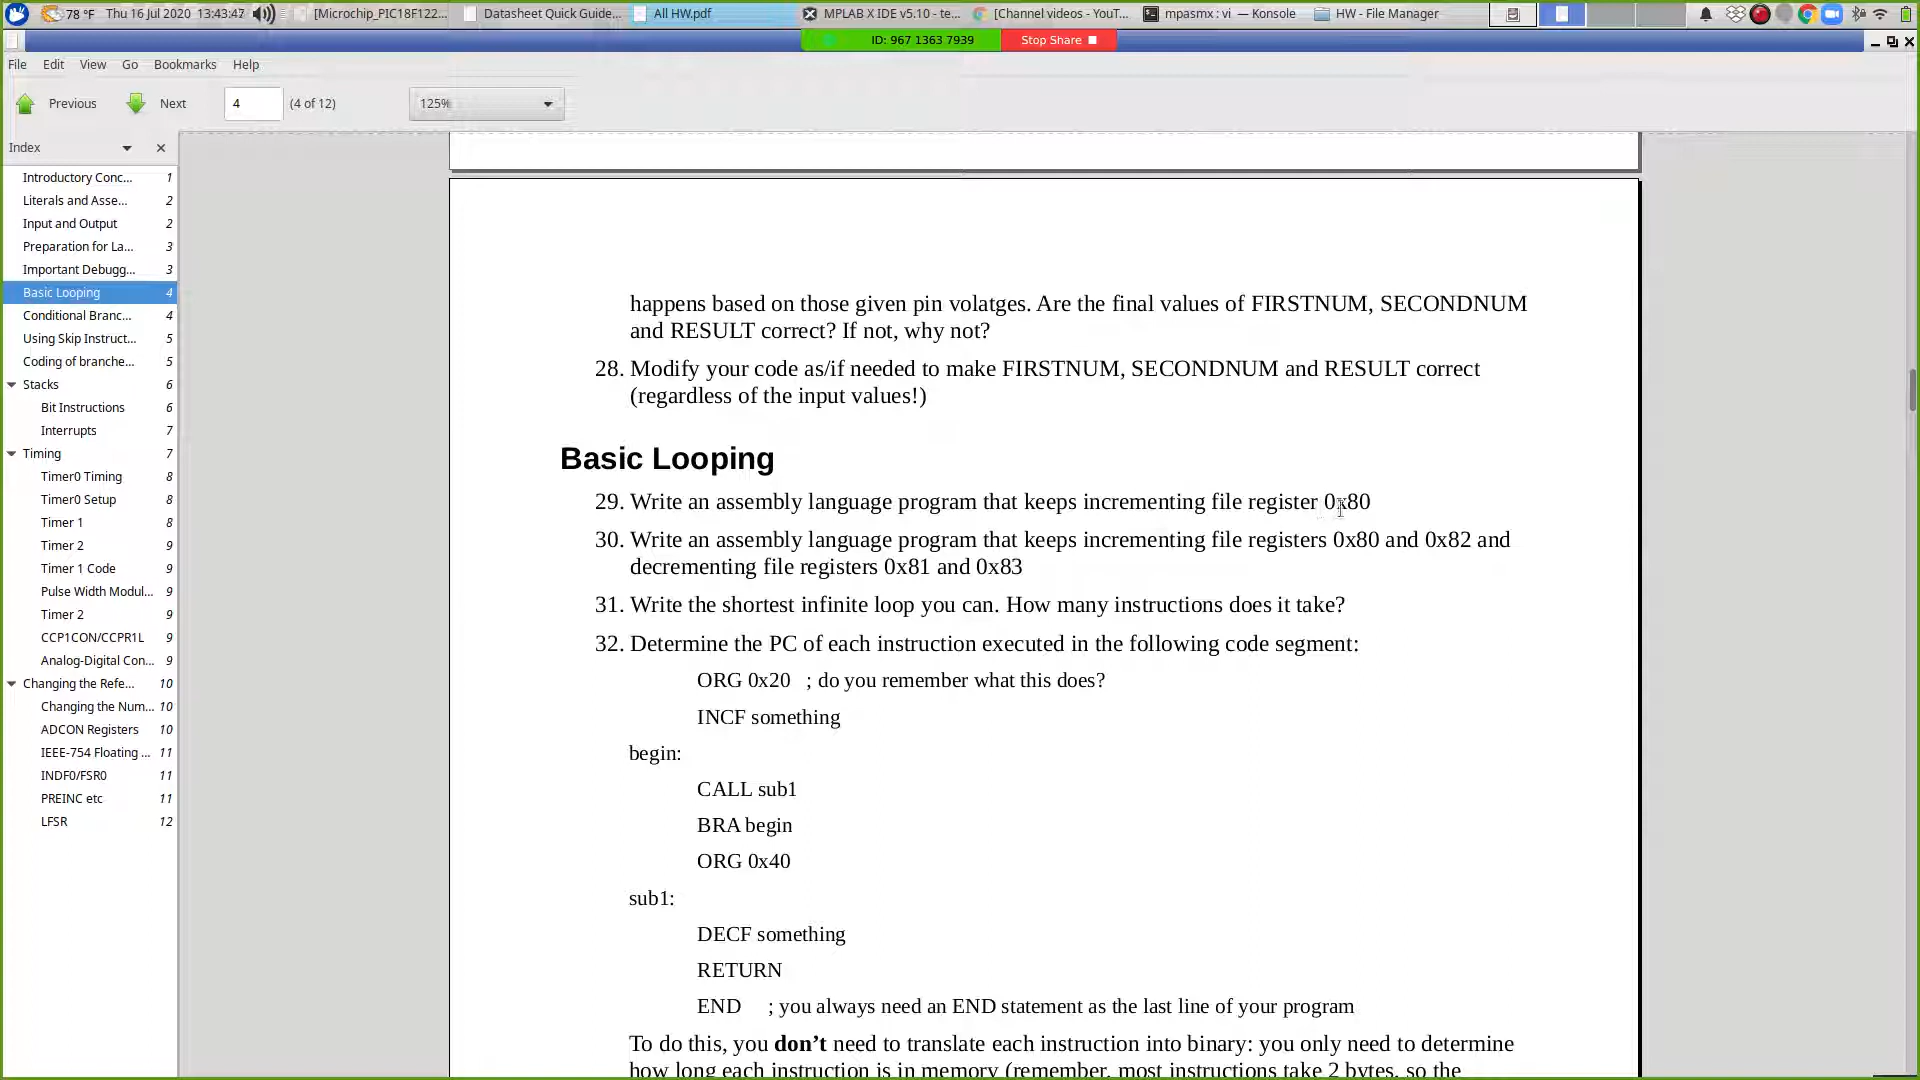 78 °F Thu 16 Jul 2020 13:43:47 [Microchip_PIC18F122... Datasheet Quick Guide... All HW.pdf MPLAB X IDE v5.10 - te... [Channel videos - YouT... mpasmx : vi — Konsole HW - File Manager
ID: 967 1363 7939 Stop Share
File Edit View Go Bookmarks Help
Previous Next 4 (4 of 12) 125%
Index
Introductory Conc... 1
Literals and Asse... 2
Input and Output 2
Preparation for La... 3
Important Debugg... 3
Basic Looping 4
Conditional Branc... 4
Using Skip Instruct... 5
Coding of branche... 5
Stacks 6
Bit Instructions 6
Interrupts 7
Timing 7
Timer0 Timing 8
Timer0 Setup 8
Timer 1 8
Timer 2 9
Timer 1 Code 9
Pulse Width Modul... 9
Timer 2 9
CCP1CON/CCPR1L 9
Analog-Digital Con... 9
Changing the Refe... 10
Changing the Num... 10
ADCON Registers 10
IEEE-754 Floating ... 11
INDF0/FSR0 11
PREINC etc 11
LFSR 12
happens based on those given pin volatges. Are the final values of FIRSTNUM, SECONDNUM
and RESULT correct? If not, why not?
28. Modify your code as/if needed to make FIRSTNUM, SECONDNUM and RESULT correct
(regardless of the input values!)
Basic Looping
29. Write an assembly language program that keeps incrementing file register 0x80
30. Write an assembly language program that keeps incrementing file registers 0x80 and 0x82 and
decrementing file registers 0x81 and 0x83
31. Write the shortest infinite loop you can. How many instructions does it take?
32. Determine the PC of each instruction executed in the following code segment:
ORG 0x20 ; do you remember what this does?
INCF something
begin:
CALL sub1
BRA begin
ORG 0x40
sub1:
DECF something
RETURN
END ; you always need an END statement as the last line of your program
To do this, you don’t need to translate each instruction into binary: you only need to determine
how long each instruction is in memory (remember, most instructions take 2 bytes, so the